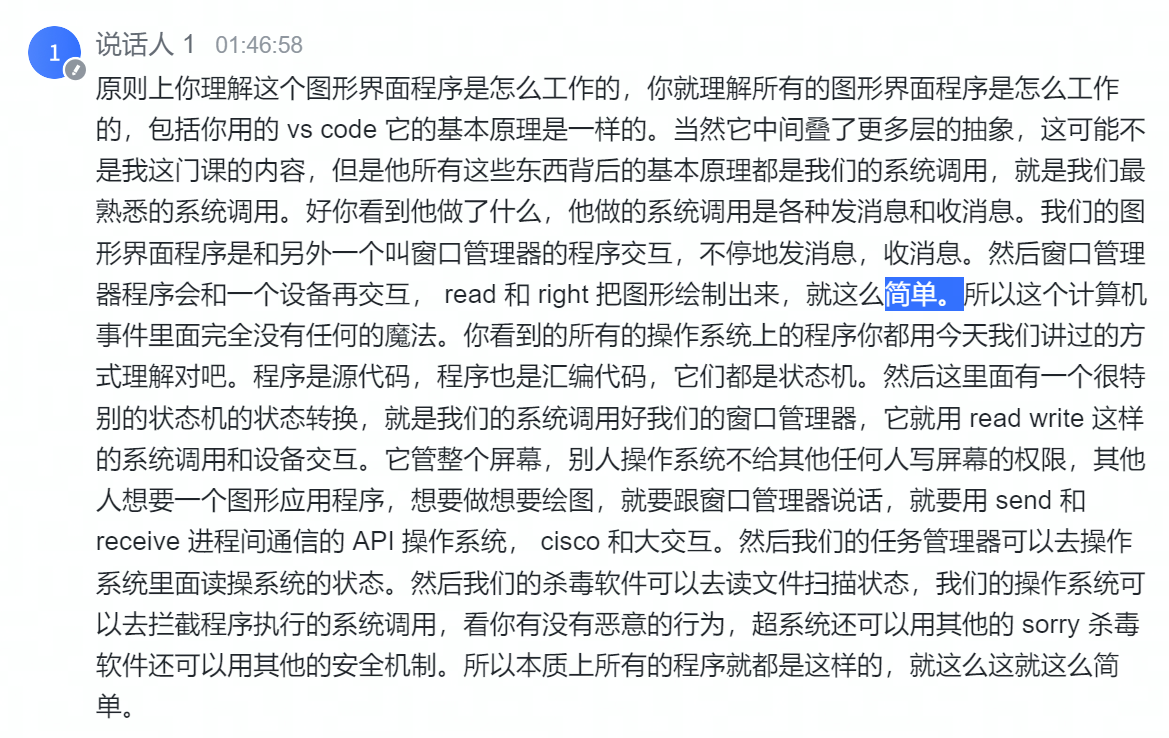 1
说话人 1 01:46:58
原则上你理解这个图形界面程序是怎么工作的，你就理解所有的图形界面程序是怎么工作
的，包括你用的 vs code 它的基本原理是一样的。当然它中间叠了更多层的抽象，这可能不
是我这门课的内容，但是他所有这些东西背后的基本原理都是我们的系统调用，就是我们最
熟悉的系统调用。好你看到他做了什么，他做的系统调用是各种发消息和收消息。我们的图
形界面程序是和另外一个叫窗口管理器的程序交互，不停地发消息，收消息。然后窗口管理
器程序会和一个设备再交互， read 和 right 把图形绘制出来，就这么简单。所以这个计算机
事件里面完全没有任何的魔法。你看到的所有的操作系统上的程序你都用今天我们讲过的方
式理解对吧。程序是源代码，程序也是汇编代码，它们都是状态机。然后这里面有一个很特
别的状态机的状态转换，就是我们的系统调用好我们的窗口管理器，它就用 read write 这样
的系统调用和设备交互。它管整个屏幕，别人操作系统不给其他任何人写屏幕的权限，其他
人想要一个图形应用程序，想要做想要绘图，就要跟窗口管理器说话，就要用 send 和
receive 进程间通信的 API 操作系统， cisco 和大交互。然后我们的任务管理器可以去操作
系统里面读操系统的状态。然后我们的杀毒软件可以去读文件扫描状态，我们的操作系统可
以去拦截程序执行的系统调用，看你有没有恶意的行为，超系统还可以用其他的 sorry 杀毒
软件还可以用其他的安全机制。所以本质上所有的程序就都是这样的，就这么这就这么简
单。